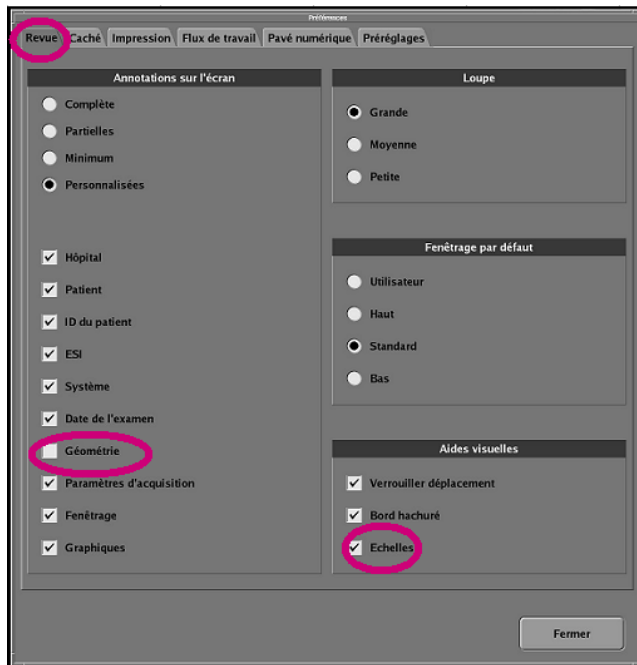 Préférences
Revue Caché Impression Flux de travail Pavé numérique Préréglages
Annotations sur l'écran
Complète
Partielles
Minimum
Personnalisées
Hôpital
Patient
ID du patient
ESI
Système
Date de l'examen
Géométrie
Paramètres d'acquisition
Fenêtrage
Graphiques
Loupe
Grande
Moyenne
Petite
Fenêtrage par défaut
Utilisateur
Haut
Standard
Bas
Aides visuelles
Verrouiller déplacement
Bord hachuré
Echelles
Fermer